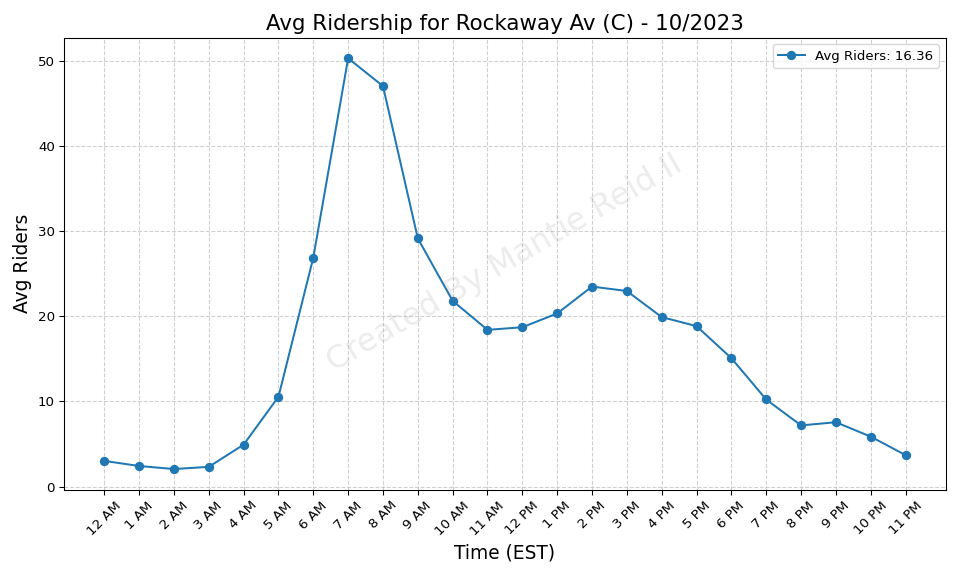 Avg Ridership for Rockaway Av (C) - 10/2023
Avg Riders: 16.36
50
40
30
20
10
0
Avg Riders
Created By Mantie Reid II
12 AM
1 AM
2 AM
3 AM
4 AM
5 AM
6 AM
7 AM
8 AM
9 AM
10 AM
11 AM
12 PM
1 PM
2 PM
3 PM
4 PM
5 PM
6 PM
7 PM
8 PM
9 PM
10 PM
11 PM
Time (EST)